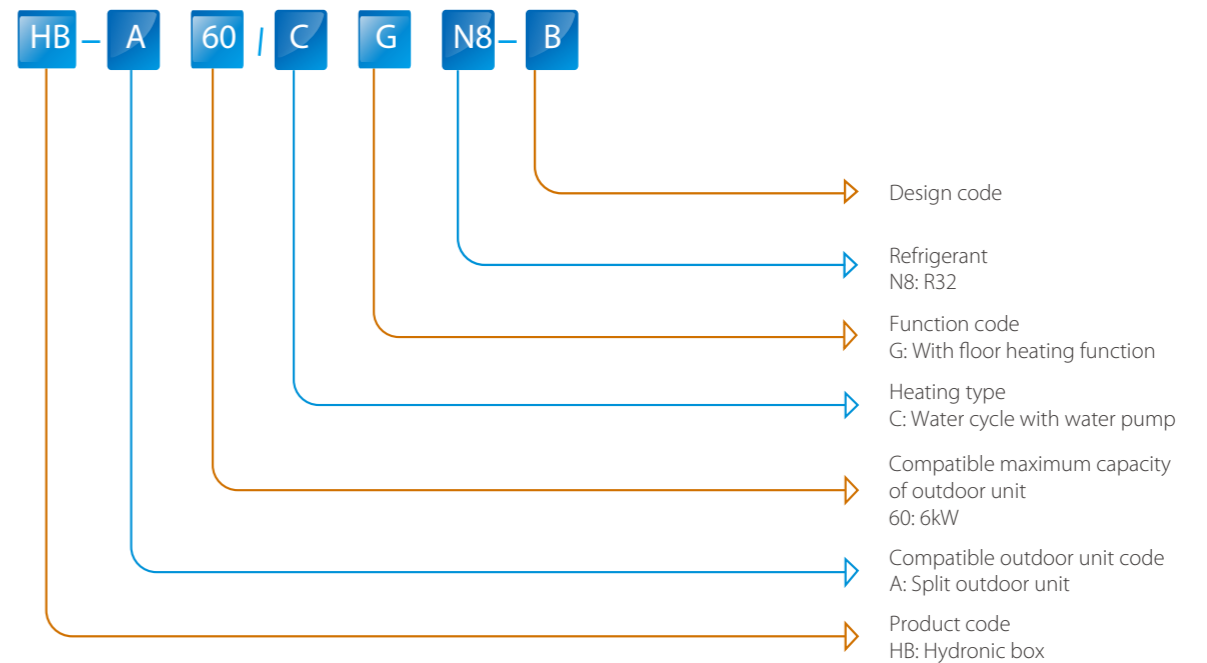 HB – A 60 / C G N8 – B
Design code
Refrigerant
N8: R32
Function code
G: With floor heating function
Heating type
C: Water cycle with water pump
Compatible maximum capacity
of outdoor unit
60: 6kW
Compatible outdoor unit code
A: Split outdoor unit
Product code
HB: Hydronic box